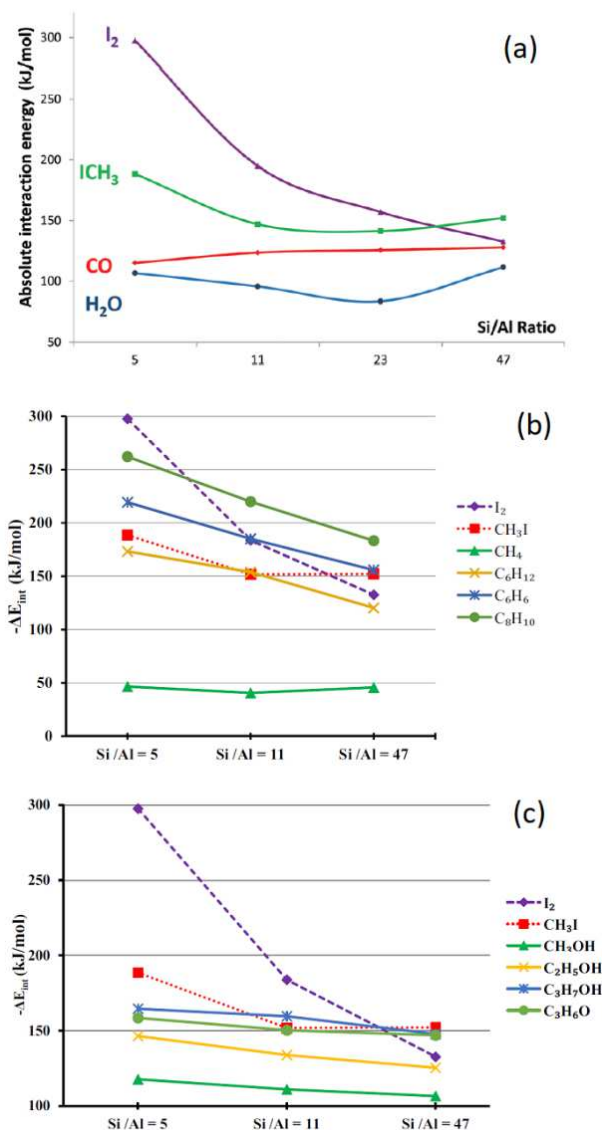 (a)
Absolute interaction energy (kJ/mol)
300
250
200
150
100
50
I₂
ICH₃
CO
H₂O
Si/Al Ratio
5 11 23 47
(b)
-ΔEint (kJ/mol)
300
250
200
150
100
50
0
Si /Al = 5 Si /Al = 11 Si /Al = 47
I₂
CH₃I
CH₄
C₆H₁₂
C₆H₆
C₈H₁₀
(c)
-ΔEint (kJ/mol)
300
250
200
150
100
Si /Al = 5 Si /Al = 11 Si /Al = 47
I₂
CH₃I
CH₃OH
C₂H₅OH
C₃H₇OH
C₃H₆O